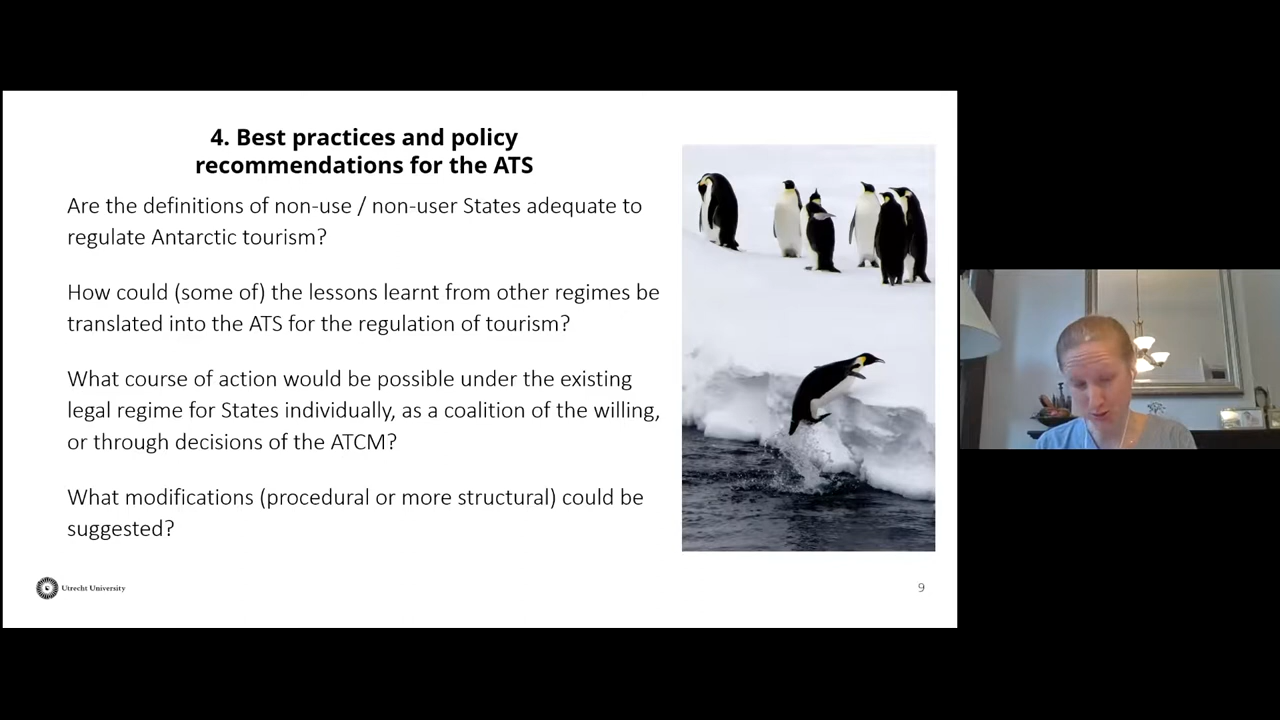 4. Best practices and policy
recommendations for the ATS
Are the definitions of non-use / non-user States adequate to
regulate Antarctic tourism?
How could (some of) the lessons learnt from other regimes be
translated into the ATS for the regulation of tourism?
What course of action would be possible under the existing
legal regime for States individually, as a coalition of the willing,
or through decisions of the ATCM?
What modifications (procedural or more structural) could be
suggested?
Utrecht University
9